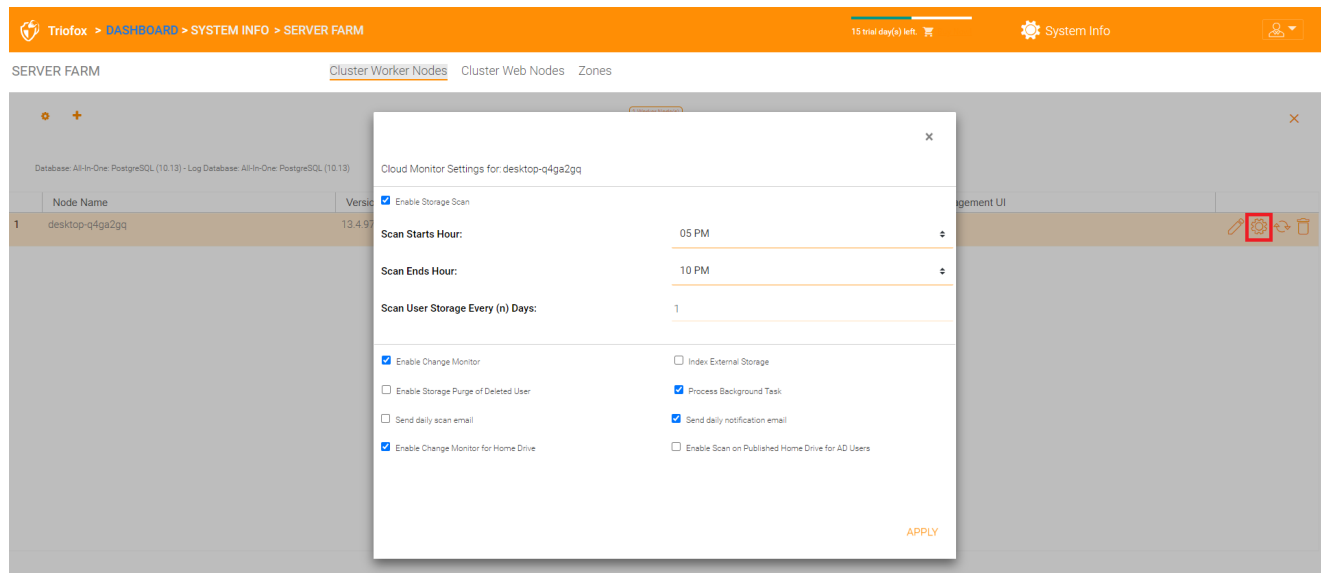 Triofox > DASHBOARD > SYSTEM INFO > SERVER FARM
15 trial day(s) left.
System Info
SERVER FARM
Cluster Worker Nodes Cluster Web Nodes Zones
×
Database: All-In-One: PostgreSQL (10.13) - Log Database: All-In-One: PostgreSQL (10.13)
Cloud Monitor Settings for: desktop-q4ga2gq
Node Name
Versio
agement UI
1 desktop-q4ga2gq
13.4.97
Enable Storage Scan
Scan Starts Hour: 05 PM
Scan Ends Hour: 10 PM
Scan User Storage Every (n) Days: 1
Enable Change Monitor Index External Storage
Enable Storage Purge of Deleted User Process Background Task
Send daily scan email Send daily notification email
Enable Change Monitor for Home Drive Enable Scan on Published Home Drive for AD Users
APPLY